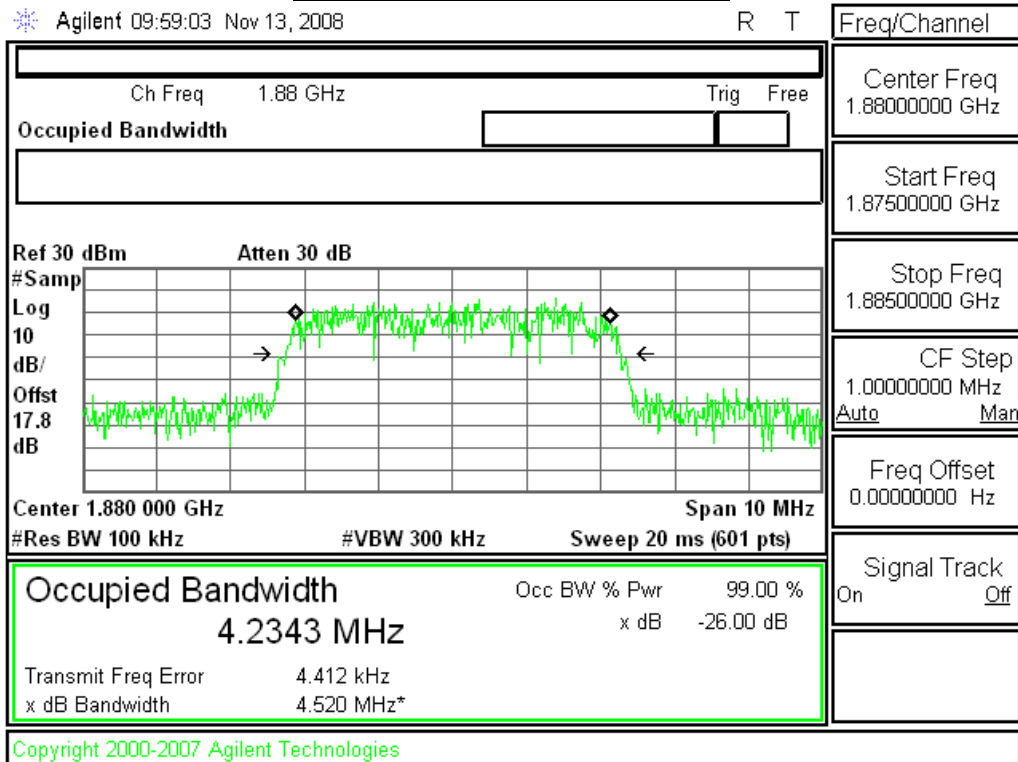 Agilent 09:59:03 Nov 13, 2008 R T
Freq/Channel
Ch Freq 1.88 GHz Trig Free
Occupied Bandwidth
Center Freq
1.88000000 GHz
Start Freq
1.87500000 GHz
Stop Freq
1.88500000 GHz
CF Step
1.00000000 MHz
Auto Man
Freq Offset
0.00000000 Hz
Signal Track
On Off
Ref 30 dBm Atten 30 dB
#Samp
Log
10
dB/
Offst
17.8
dB
Center 1.880 000 GHz Span 10 MHz
#Res BW 100 kHz #VBW 300 kHz Sweep 20 ms (601 pts)
Occupied Bandwidth Occ BW % Pwr 99.00 %
4.2343 MHz x dB -26.00 dB
Transmit Freq Error 4.412 kHz
x dB Bandwidth 4.520 MHz*
Copyright 2000-2007 Agilent Technologies